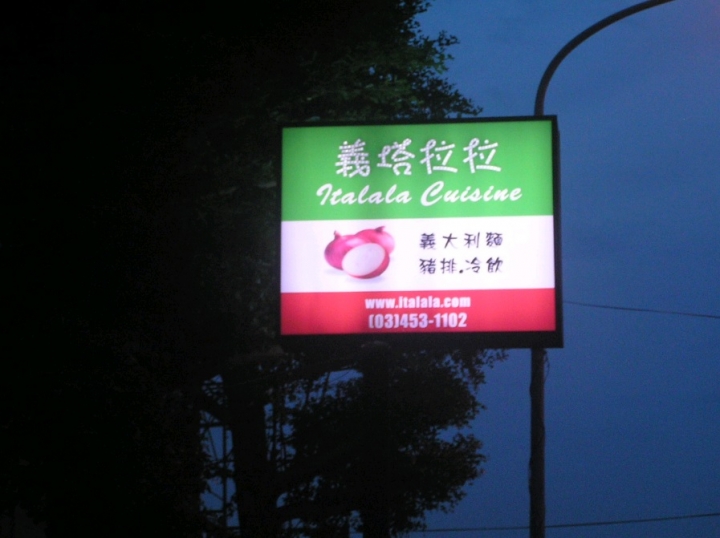 義塔拉拉
Italala Cuisine
義大利麵
豬排.冷飲
www.italala.com
(03)453-1102